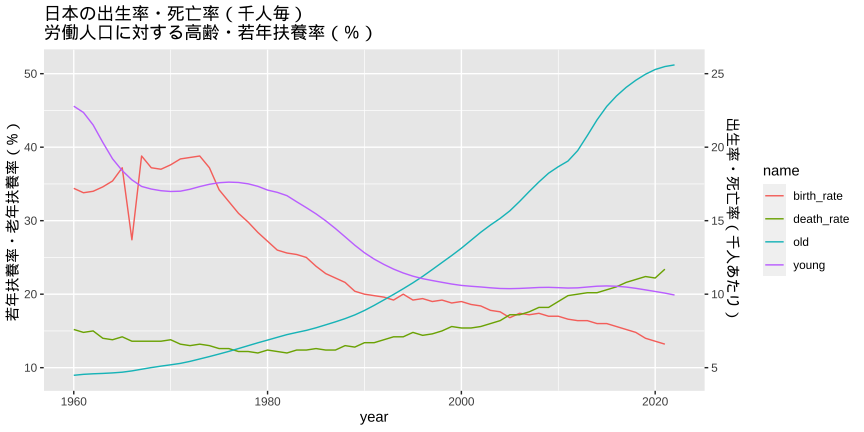 日本の出生率・死亡率（千人毎）
労働人口に対する高齢・若年扶養率（％）
若年扶養率・老年扶養率（％）
50
40
30
20
10
25
20
15
10
5
出生率・死亡率（千人あたり）
1960
1980
2000
2020
year
name
birth_rate
death_rate
old
young